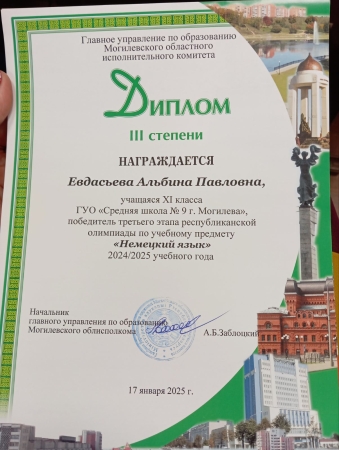 Главное управление по образованию
Могилевского областного
исполнительного комитета
Диплом
III степени
НАГРАЖДАЕТСЯ
Евдасьева Альбина Павловна,
учащаяся XI класса
ГУО «Средняя школа № 9 г. Могилева»,
победитель третьего этапа республиканской
олимпиады по учебному предмету
«Немецкий язык»
2024/2025 учебного года
Начальник
главного управления по образованию
Могилевского облисполкома
А.Б.Заблоцкий
17 января 2025 г.